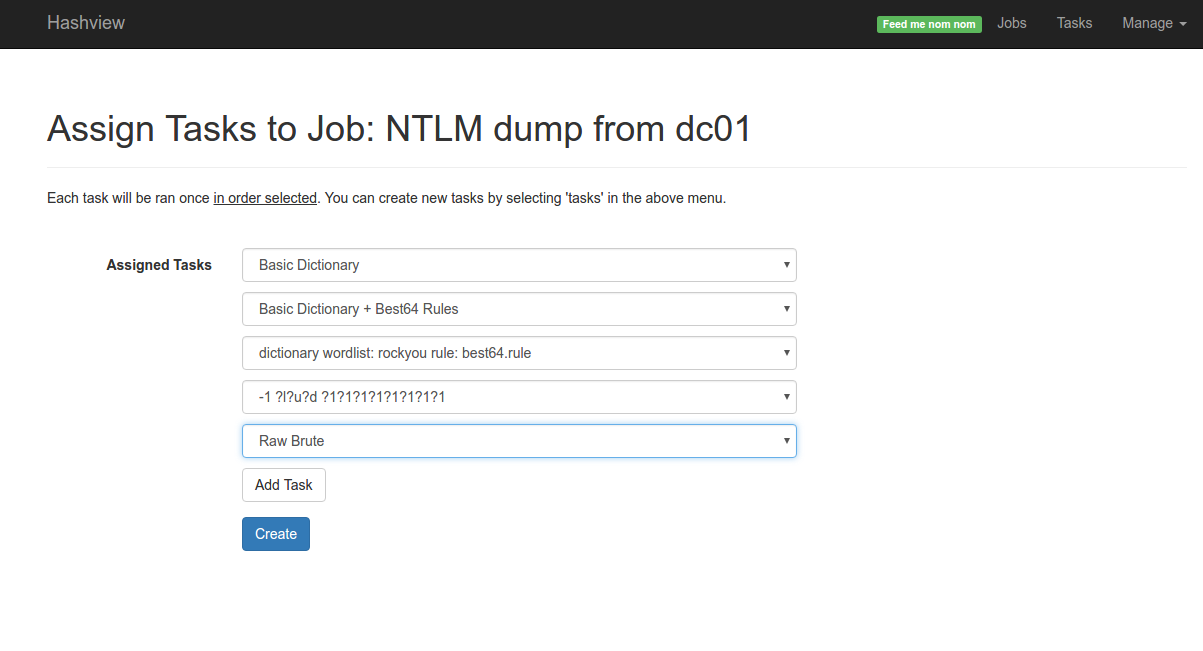 Hashview Feed me nom nom Jobs Tasks Manage
Assign Tasks to Job: NTLM dump from dc01
Each task will be ran once in order selected. You can create new tasks by selecting 'tasks' in the above menu.
Assigned Tasks Basic Dictionary
Basic Dictionary + Best64 Rules
dictionary wordlist: rockyou rule: best64.rule
-1 ?l?u?d ?1?1?1?1?1?1?1?1
Raw Brute
Add Task
Create